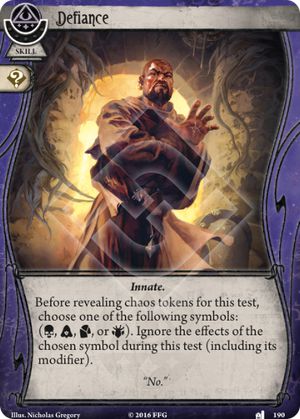 Defiance
SKILL
?
Innate.
Before revealing chaos tokens for this test,
choose one of the following symbols:
(, , , or ). Ignore the effects of the
chosen symbol during this test (including its
modifier).
“No.”
Illus. Nicholas Gregory © 2016 FFG 190